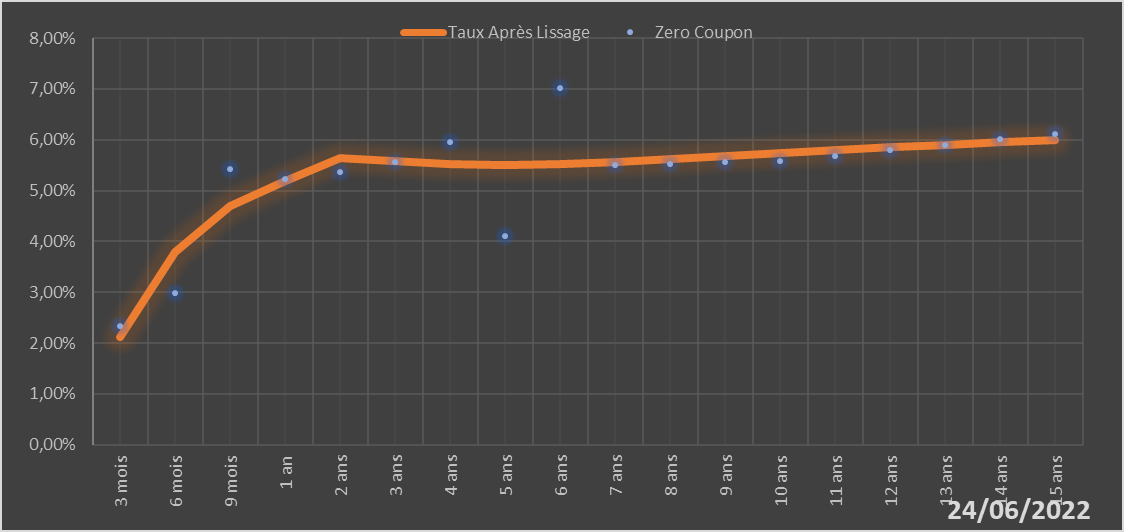 Taux Après Lissage Zero Coupon
8,00%
7,00%
6,00%
5,00%
4,00%
3,00%
2,00%
1,00%
0,00%
3 mois
6 mois
9 mois
1 an
2 ans
3 ans
4 ans
5 ans
6 ans
7 ans
8 ans
9 ans
10 ans
11 ans
12 ans
13 ans
14 ans
15 ans
24/06/2022